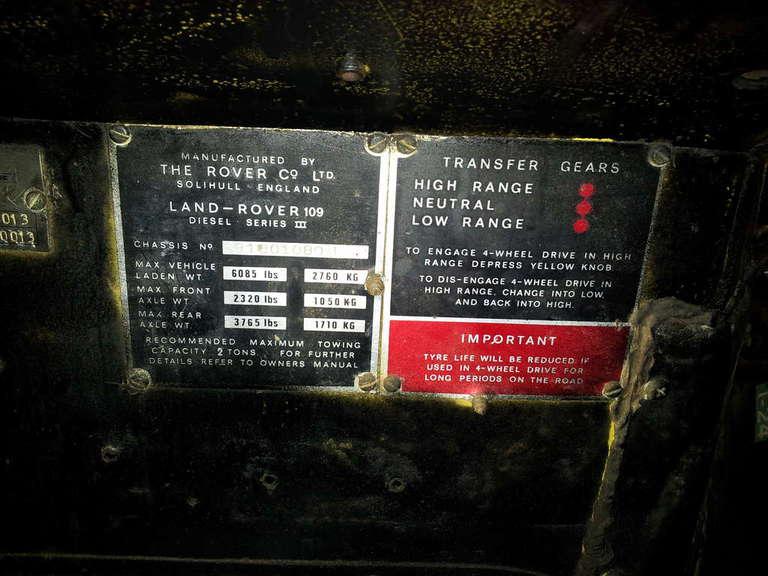 013
0013
MANUFACTURED BY
THE ROVER CO LTD.
SOLIHULL ENGLAND
LAND-ROVER 109
DIESEL SERIES III
CHASSIS NO.
MAX. VEHICLE LADEN WT. 6085 lbs 2760 KG
MAX. FRONT AXLE WT. 2320 lbs 1050 KG
MAX. REAR AXLE WT. 3765 lbs 1710 KG
RECOMMENDED MAXIMUM TOWING
CAPACITY 2 TONS. FOR FURTHER
DETAILS REFER TO OWNERS MANUAL
TRANSFER GEARS
HIGH RANGE
NEUTRAL
LOW RANGE
TO ENGAGE 4-WHEEL DRIVE IN HIGH
RANGE DEPRESS YELLOW KNOB.
TO DIS-ENGAGE 4-WHEEL DRIVE IN
HIGH RANGE, CHANGE INTO LOW,
AND BACK INTO HIGH.
IMPORTANT
TYRE LIFE WILL BE REDUCED IF
USED IN 4-WHEEL DRIVE FOR
LONG PERIODS ON THE ROAD